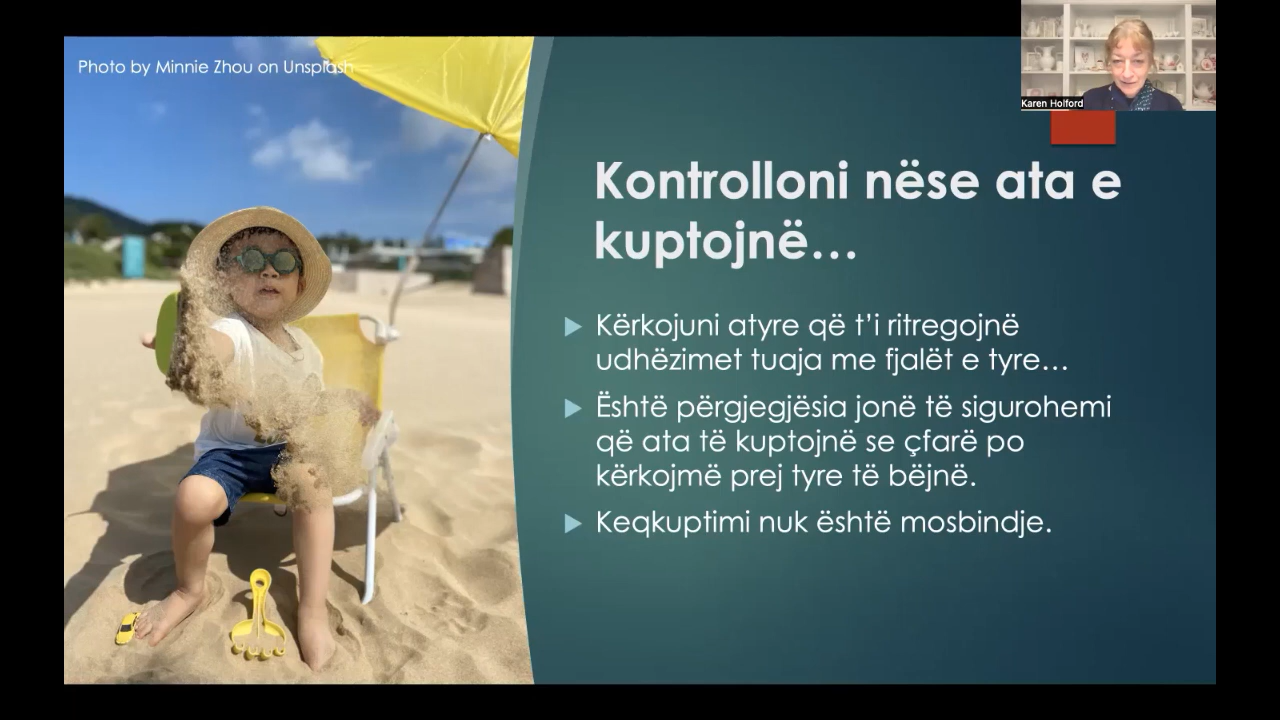 Photo by Minnie Zhou on Unsplash
Karen Holford
Kontrolloni nëse ata e
kuptojnë…
Kërkojuni atyre që t’i ritregojnë
udhëzimet tuaja me fjalët e tyre…
Është përgjegjësia jonë të sigurohemi
që ata të kuptojnë se çfarë po
kërkojmë prej tyre të bëjnë.
Keqkuptimi nuk është mosbindje.